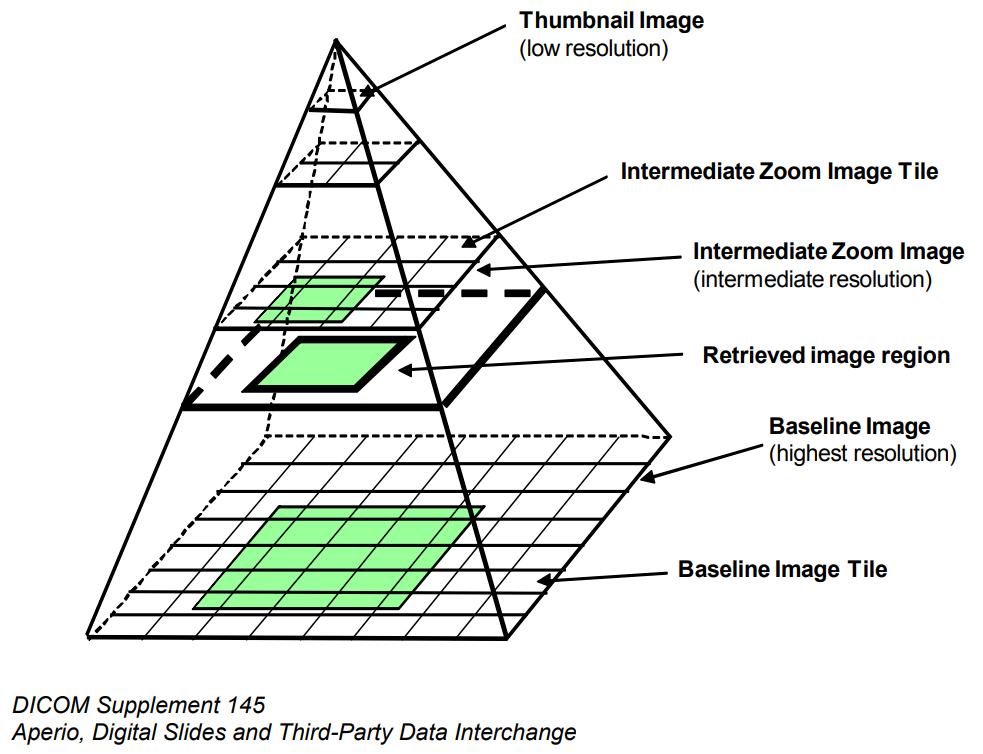 Thumbnail Image
(low resolution)
Intermediate Zoom Image Tile
Intermediate Zoom Image
(intermediate resolution)
Retrieved image region
Baseline Image
(highest resolution)
Baseline Image Tile
DICOM Supplement 145
Aperio, Digital Slides and Third-Party Data Interchange